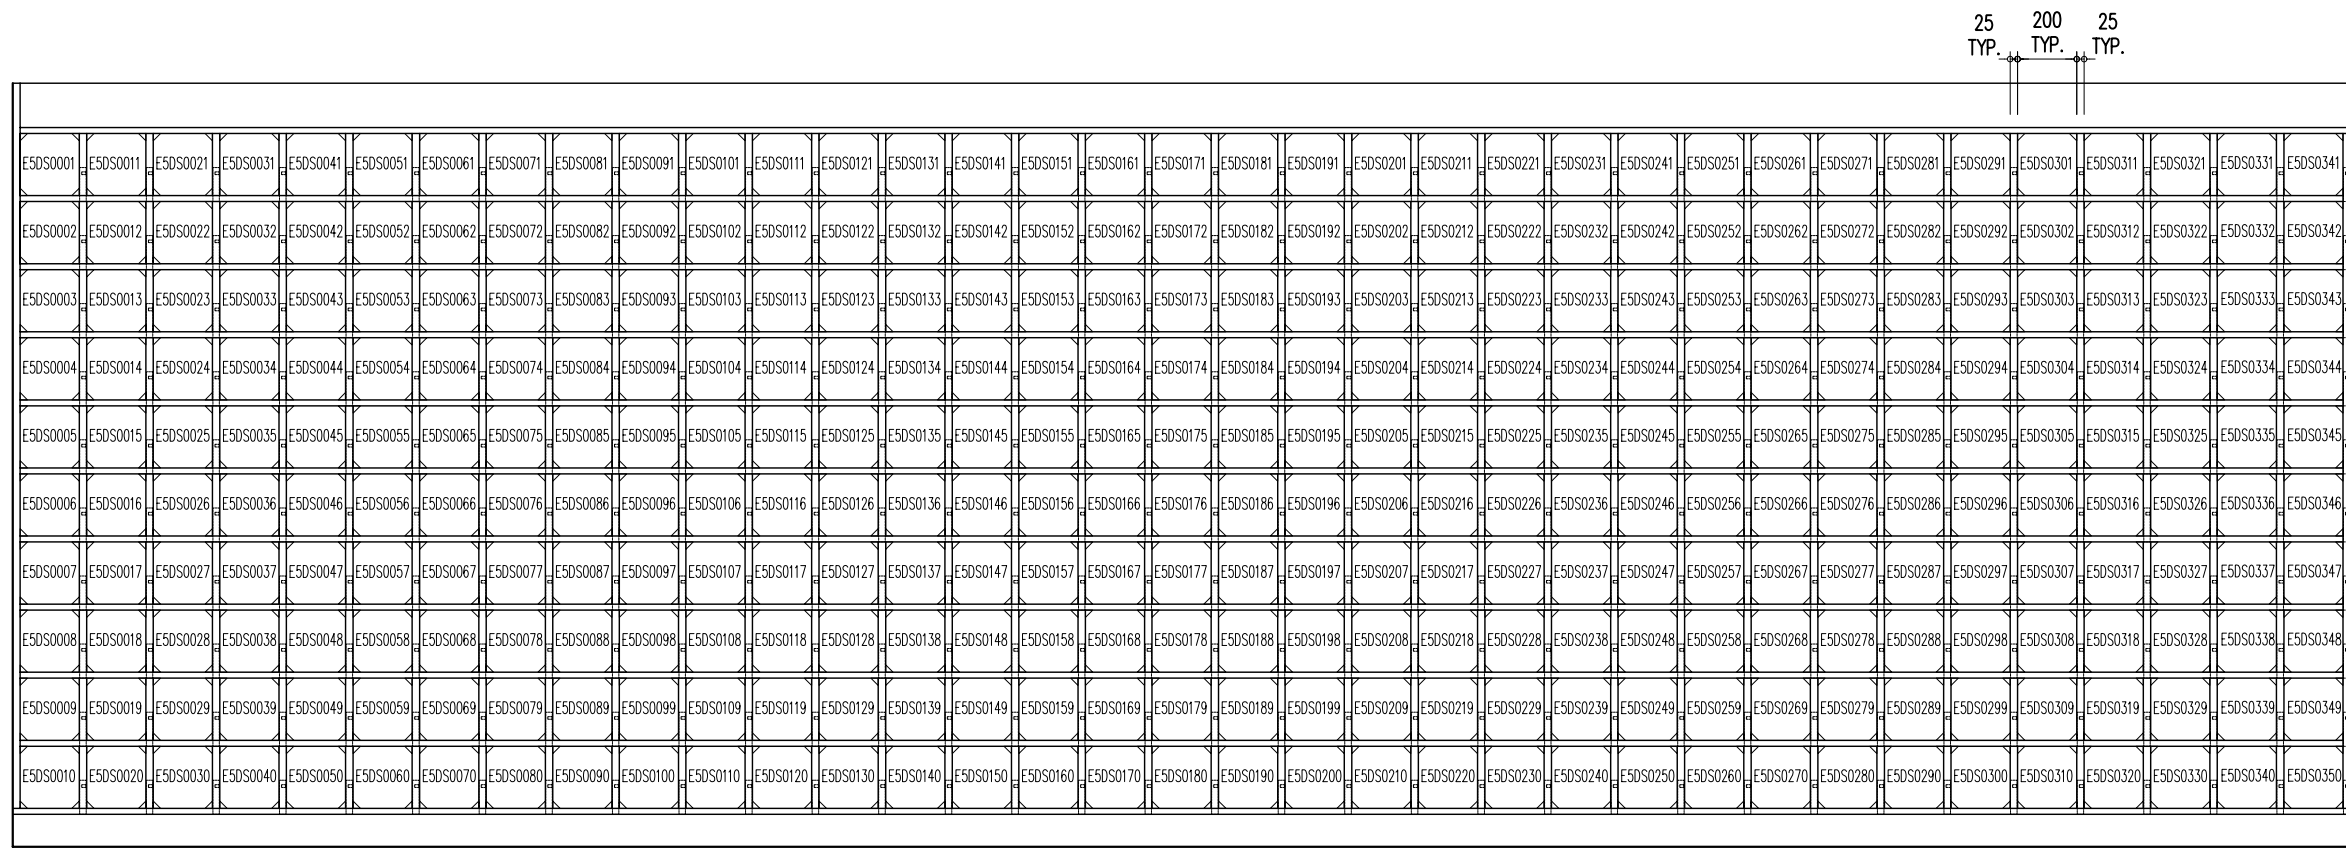 25 200 25
TYP. TYP. TYP.
E5DS0001 E5DS0011 E5DS0021 E5DS0031 E5DS0041 E5DS0051 E5DS0061 E5DS0071 E5DS0081 E5DS0091 E5DS0101 E5DS0111 E5DS0121 E5DS0131 E5DS0141 E5DS0151 E5DS0161 E5DS0171 E5DS0181 E5DS0191 E5DS0201 E5DS0211 E5DS0221 E5DS0231 E5DS0241 E5DS0251 E5DS0261 E5DS0271 E5DS0281 E5DS0291 E5DS0301 E5DS0311 E5DS0321 E5DS0331 E5DS0341
E5DS0002 E5DS0012 E5DS0022 E5DS0032 E5DS0042 E5DS0052 E5DS0062 E5DS0072 E5DS0082 E5DS0092 E5DS0102 E5DS0112 E5DS0122 E5DS0132 E5DS0142 E5DS0152 E5DS0162 E5DS0172 E5DS0182 E5DS0192 E5DS0202 E5DS0212 E5DS0222 E5DS0232 E5DS0242 E5DS0252 E5DS0262 E5DS0272 E5DS0282 E5DS0292 E5DS0302 E5DS0312 E5DS0322 E5DS0332 E5DS0342
E5DS0003 E5DS0013 E5DS0023 E5DS0033 E5DS0043 E5DS0053 E5DS0063 E5DS0073 E5DS0083 E5DS0093 E5DS0103 E5DS0113 E5DS0123 E5DS0133 E5DS0143 E5DS0153 E5DS0163 E5DS0173 E5DS0183 E5DS0193 E5DS0203 E5DS0213 E5DS0223 E5DS0233 E5DS0243 E5DS0253 E5DS0263 E5DS0273 E5DS0283 E5DS0293 E5DS0303 E5DS0313 E5DS0323 E5DS0333 E5DS0343
E5DS0004 E5DS0014 E5DS0024 E5DS0034 E5DS0044 E5DS0054 E5DS0064 E5DS0074 E5DS0084 E5DS0094 E5DS0104 E5DS0114 E5DS0124 E5DS0134 E5DS0144 E5DS0154 E5DS0164 E5DS0174 E5DS0184 E5DS0194 E5DS0204 E5DS0214 E5DS0224 E5DS0234 E5DS0244 E5DS0254 E5DS0264 E5DS0274 E5DS0284 E5DS0294 E5DS0304 E5DS0314 E5DS0324 E5DS0334 E5DS0344
E5DS0005 E5DS0015 E5DS0025 E5DS0035 E5DS0045 E5DS0055 E5DS0065 E5DS0075 E5DS0085 E5DS0095 E5DS0105 E5DS0115 E5DS0125 E5DS0135 E5DS0145 E5DS0155 E5DS0165 E5DS0175 E5DS0185 E5DS0195 E5DS0205 E5DS0215 E5DS0225 E5DS0235 E5DS0245 E5DS0255 E5DS0265 E5DS0275 E5DS0285 E5DS0295 E5DS0305 E5DS0315 E5DS0325 E5DS0335 E5DS0345
E5DS0006 E5DS0016 E5DS0026 E5DS0036 E5DS0046 E5DS0056 E5DS0066 E5DS0076 E5DS0086 E5DS0096 E5DS0106 E5DS0116 E5DS0126 E5DS0136 E5DS0146 E5DS0156 E5DS0166 E5DS0176 E5DS0186 E5DS0196 E5DS0206 E5DS0216 E5DS0226 E5DS0236 E5DS0246 E5DS0256 E5DS0266 E5DS0276 E5DS0286 E5DS0296 E5DS0306 E5DS0316 E5DS0326 E5DS0336 E5DS0346
E5DS0007 E5DS0017 E5DS0027 E5DS0037 E5DS0047 E5DS0057 E5DS0067 E5DS0077 E5DS0087 E5DS0097 E5DS0107 E5DS0117 E5DS0127 E5DS0137 E5DS0147 E5DS0157 E5DS0167 E5DS0177 E5DS0187 E5DS0197 E5DS0207 E5DS0217 E5DS0227 E5DS0237 E5DS0247 E5DS0257 E5DS0267 E5DS0277 E5DS0287 E5DS0297 E5DS0307 E5DS0317 E5DS0327 E5DS0337 E5DS0347
E5DS0008 E5DS0018 E5DS0028 E5DS0038 E5DS0048 E5DS0058 E5DS0068 E5DS0078 E5DS0088 E5DS0098 E5DS0108 E5DS0118 E5DS0128 E5DS0138 E5DS0148 E5DS0158 E5DS0168 E5DS0178 E5DS0188 E5DS0198 E5DS0208 E5DS0218 E5DS0228 E5DS0238 E5DS0248 E5DS0258 E5DS0268 E5DS0278 E5DS0288 E5DS0298 E5DS0308 E5DS0318 E5DS0328 E5DS0338 E5DS0348
E5DS0009 E5DS0019 E5DS0029 E5DS0039 E5DS0049 E5DS0059 E5DS0069 E5DS0079 E5DS0089 E5DS0099 E5DS0109 E5DS0119 E5DS0129 E5DS0139 E5DS0149 E5DS0159 E5DS0169 E5DS0179 E5DS0189 E5DS0199 E5DS0209 E5DS0219 E5DS0229 E5DS0239 E5DS0249 E5DS0259 E5DS0269 E5DS0279 E5DS0289 E5DS0299 E5DS0309 E5DS0319 E5DS0329 E5DS0339 E5DS0349
E5DS0010 E5DS0020 E5DS0030 E5DS0040 E5DS0050 E5DS0060 E5DS0070 E5DS0080 E5DS0090 E5DS0100 E5DS0110 E5DS0120 E5DS0130 E5DS0140 E5DS0150 E5DS0160 E5DS0170 E5DS0180 E5DS0190 E5DS0200 E5DS0210 E5DS0220 E5DS0230 E5DS0240 E5DS0250 E5DS0260 E5DS0270 E5DS0280 E5DS0290 E5DS0300 E5DS0310 E5DS0320 E5DS0330 E5DS0340 E5DS0350